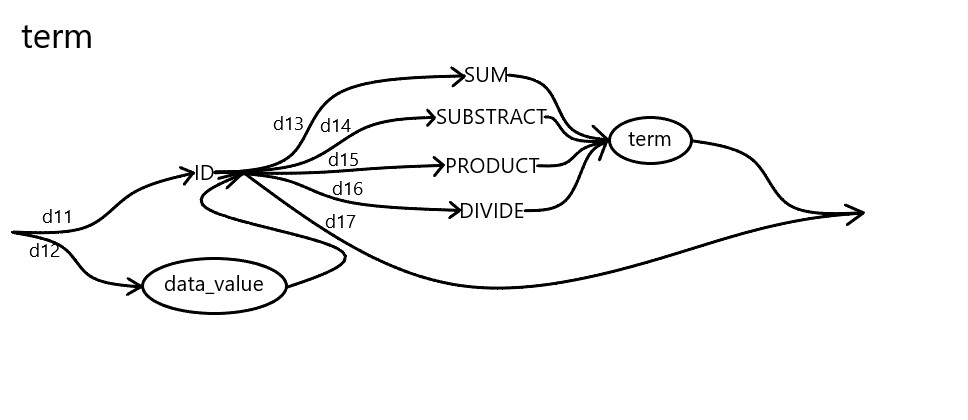 term
SUM
d13
d14
SUBSTRACT
term
d15
PRODUCT
ID
d16
DIVIDE
d11
d17
d12
data_value